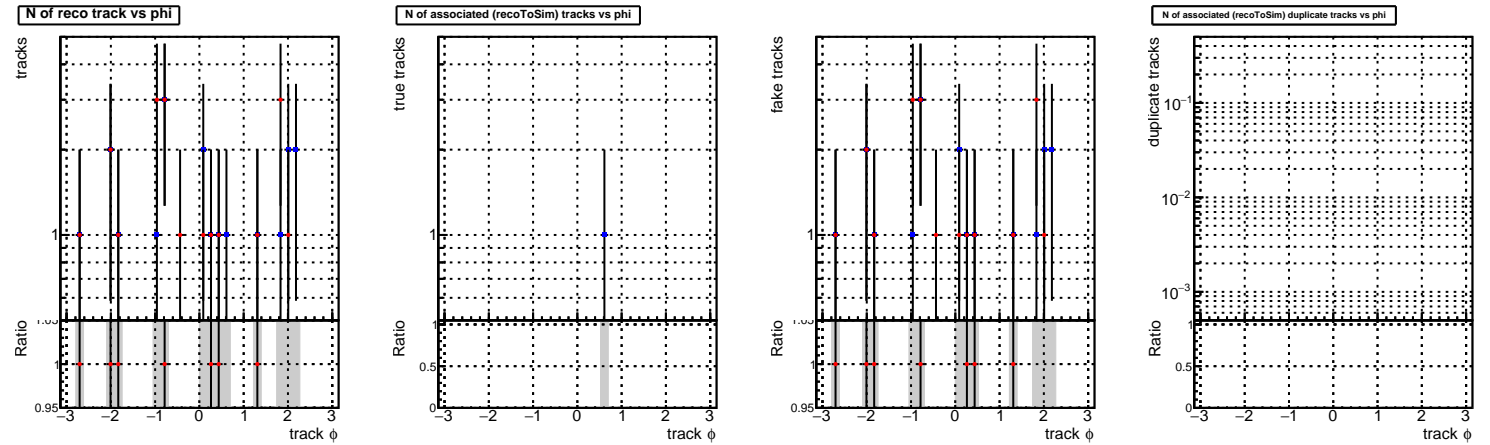 N of reco track vs phi
tracks
1
Ratio
1.05
1
0.95
−3 −2 −1 0 1 2 3
track ϕ
N of associated (recoToSim) tracks vs phi
true tracks
1
Ratio
1
0.5
0
−3 −2 −1 0 1 2 3
track ϕ
fake tracks
1
Ratio
1.05
1
0.95
−3 −2 −1 0 1 2 3
track ϕ
N of associated (recoToSim) duplicate tracks vs phi
duplicate tracks
10−1
10−2
10−3
Ratio
1
0.5
0
−3 −2 −1 0 1 2 3
track ϕ